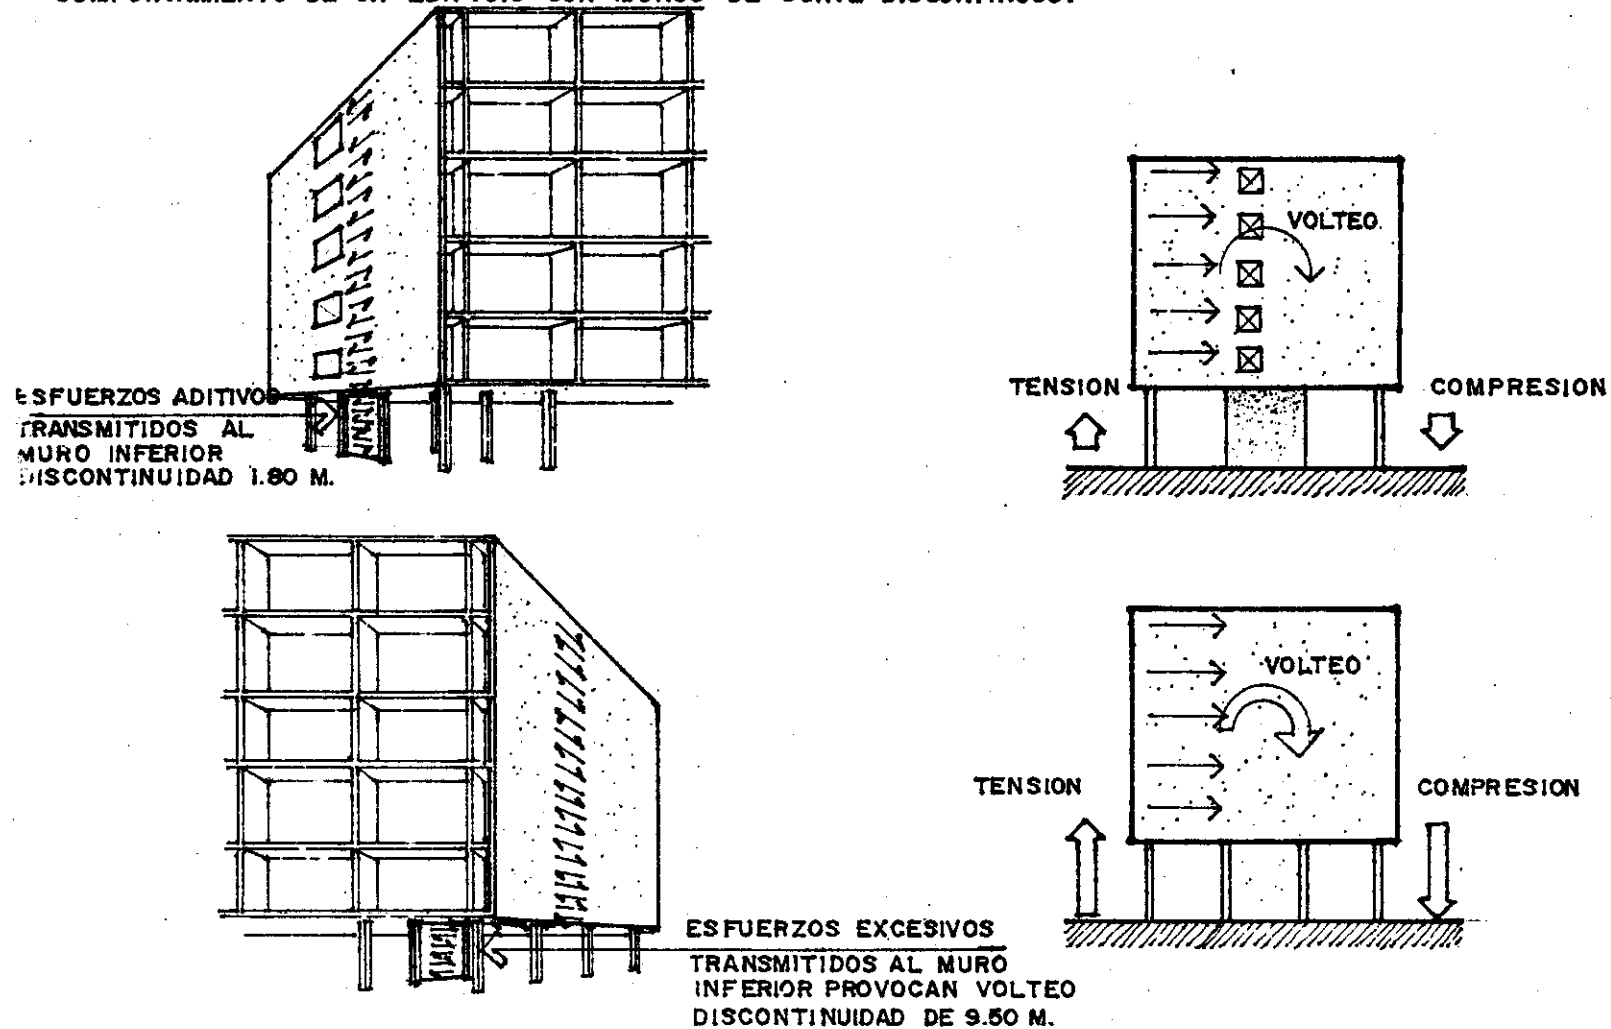 VOLTEO
TENSION
COMPRESION
ESFUERZOS ADITIVOS
TRANSMITIDOS AL
MURO INFERIOR
DISCONTINUIDAD 1.80 M.
VOLTEO
TENSION
COMPRESION
ESFUERZOS EXCESIVOS
TRANSMITIDOS AL MURO
INFERIOR PROVOCAN VOLTEO
DISCONTINUIDAD DE 9.50 M.